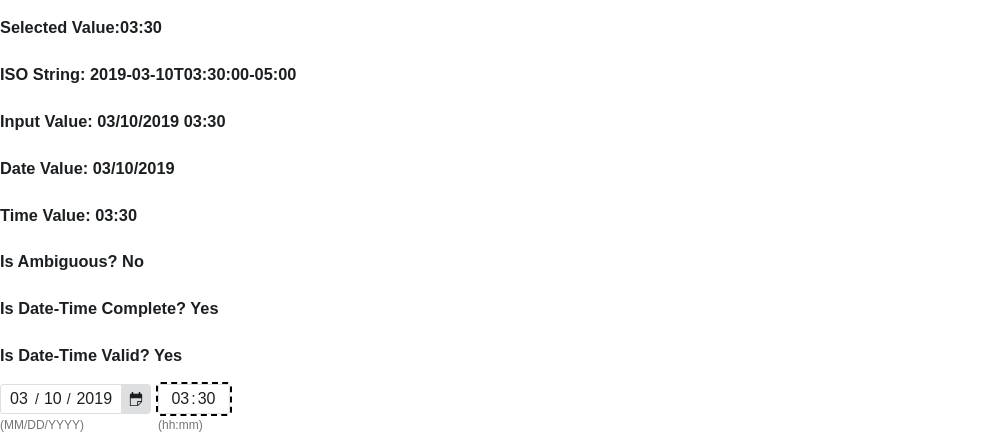 Selected Value:03:30
ISO String: 2019-03-10T03:30:00-05:00
Input Value: 03/10/2019 03:30
Date Value: 03/10/2019
Time Value: 03:30
Is Ambiguous? No
Is Date-Time Complete? Yes
Is Date-Time Valid? Yes
03 / 10 / 2019 03:30
(MM/DD/YYYY) (hh:mm)